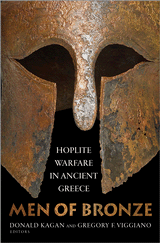 HOPLITE
WARFARE
IN ANCIENT
GREECE
MEN OF BRONZE
DONALD KAGAN AND GREGORY F. VIGGIANO
EDITORS